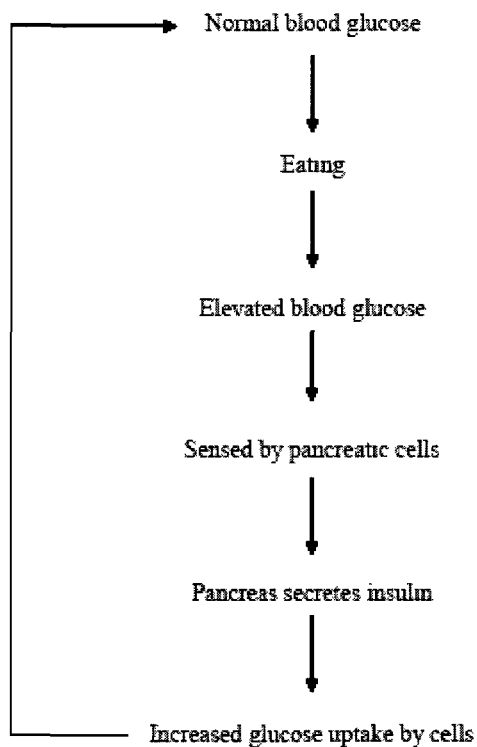 Normal blood glucose
Eating
Elevated blood glucose
Sensed by pancreatic cells
Pancreas secretes insulin
Increased glucose uptake by cells